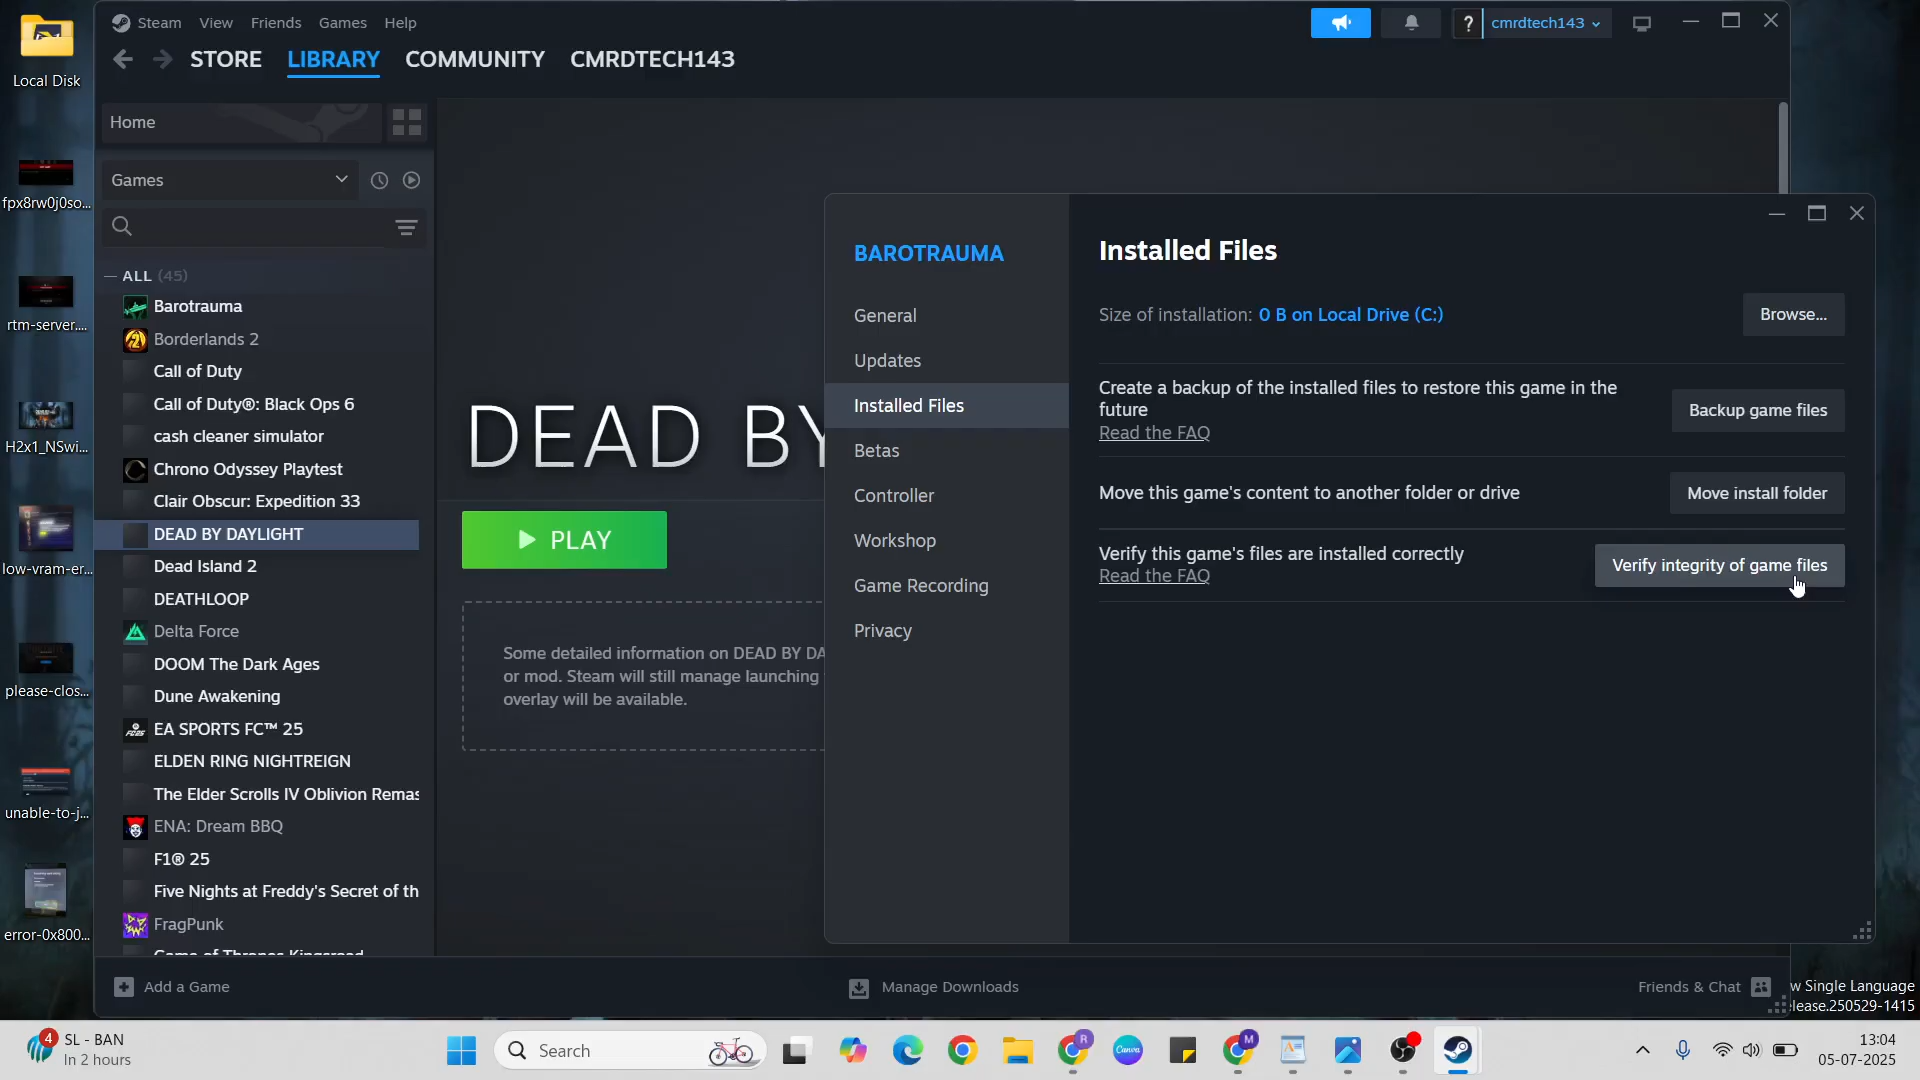 Local Disk
fpx8rw0j0so...
rtm-server....
H2x1_NSwi...
low-vram-er...
please-clos...
unable-to-j...
error-0x800...
Steam View Friends Games Help
cmrdtech143
STORE LIBRARY COMMUNITY CMRDTECH143
Home
Games
ALL (45)
Barotrauma
Borderlands 2
Call of Duty
Call of Duty®: Black Ops 6
cash cleaner simulator
Chrono Odyssey Playtest
Clair Obscur: Expedition 33
DEAD BY DAYLIGHT
Dead Island 2
DEATHLOOP
Delta Force
DOOM The Dark Ages
Dune Awakening
EA SPORTS FC™ 25
ELDEN RING NIGHTREIGN
The Elder Scrolls IV Oblivion Remas
ENA: Dream BBQ
F1® 25
Five Nights at Freddy's Secret of th
FragPunk
Game of Thrones Kingsroad
Add a Game
DEAD BY
PLAY
Some detailed information on DEAD BY DA
or mod. Steam will still manage launching
overlay will be available.
BAROTRAUMA
General
Updates
Installed Files
Betas
Controller
Workshop
Game Recording
Privacy
Installed Files
Size of installation: 0 B on Local Drive (C:)
Browse...
Create a backup of the installed files to restore this game in the
future
Read the FAQ
Backup game files
Move this game's content to another folder or drive
Move install folder
Verify this game's files are installed correctly
Read the FAQ
Verify integrity of game files
Manage Downloads
Friends & Chat
w Single Language
lease.250529-1415
4
SL - BAN
In 2 hours
Search
R
Canva
M
13:04
05-07-2025